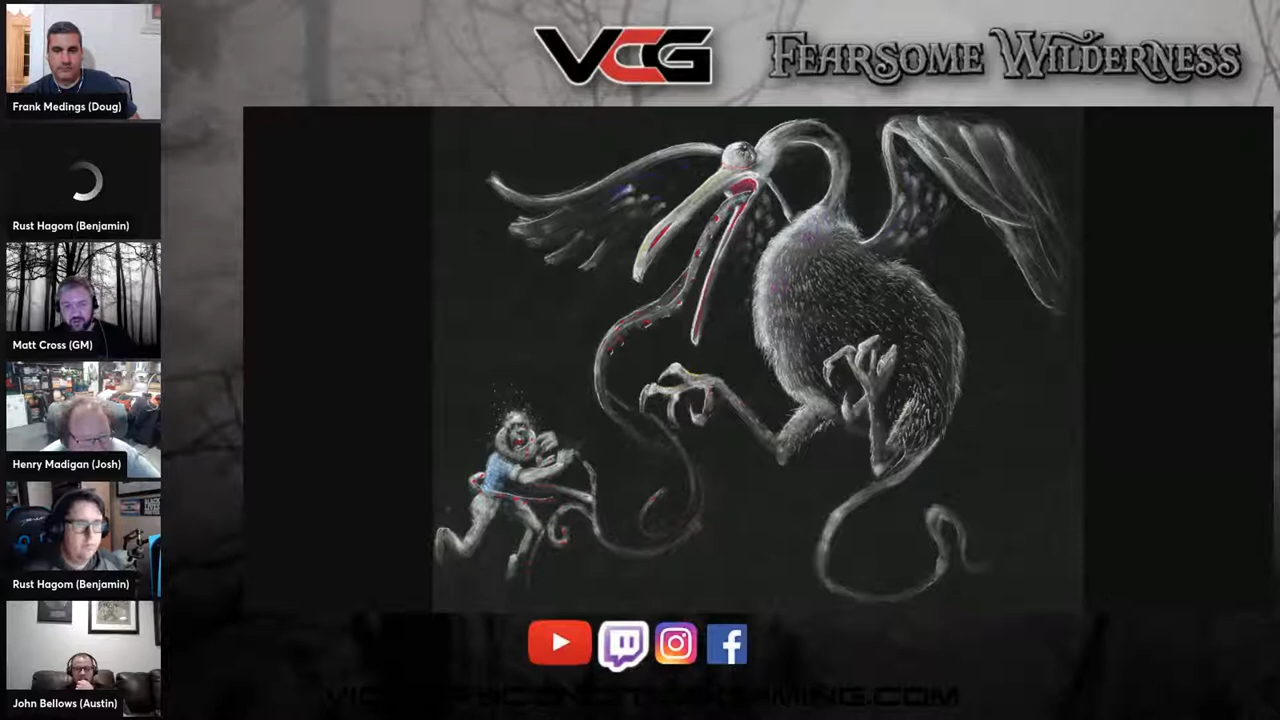 VCG
FEARSOME WILDERNESS
Frank Medings (Doug)
Rust Hagom (Benjamin)
Matt Cross (GM)
Henry Madigan (Josh)
Rust Hagom (Benjamin)
John Bellows (Austin)